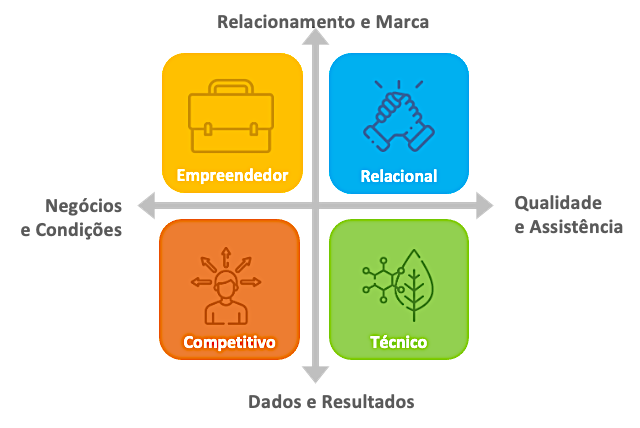 Relacionamento e Marca
Empreendedor
Relacional
Negócios
e Condições
Qualidade
e Assistência
Competitivo
Técnico
Dados e Resultados